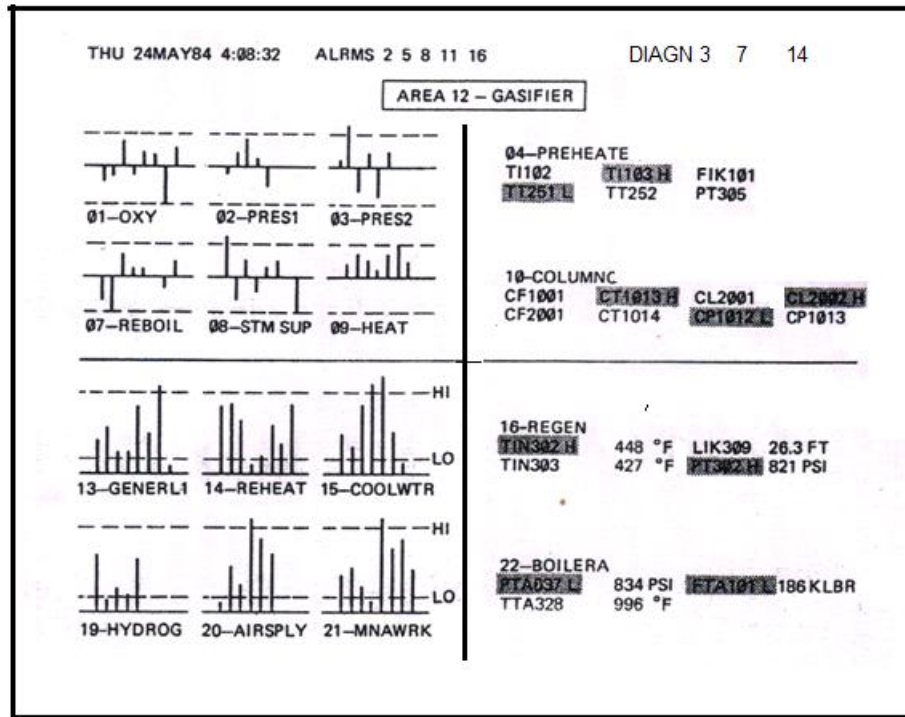 THU 24MAY84 4:08:32 ALRMS 2 5 8 11 16 DIAGN 3 7 14
AREA 12 – GASIFIER
01–OXY 02–PRES1 03–PRES2
04–PREHEATE
TI102 TI103 H FIK101
TT251 L TT252 PT305
07–REBOIL 08–STM SUP 09–HEAT
10–COLUMNC
CF1001 CT1013 H CL2001 CL2002 H
CF2001 CT1014 CP1012 L CP1013
HI
LO
13–GENERL1 14–REHEAT 15–COOLWTR
16–REGEN
TIN302 H 448 °F LIK309 26.3 FT
TIN303 427 °F PT302 H 821 PSI
HI
LO
19–HYDROG 20–AIRSPLY 21–MNAWRK
22–BOILERA
PTA037 L 834 PSI FTA101 L 186 KLBR
TTA328 996 °F